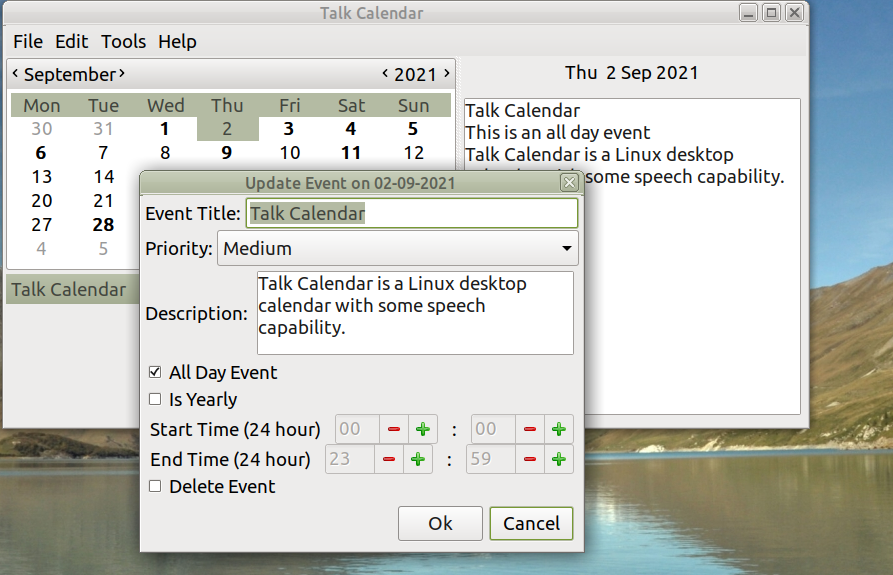 Talk Calendar
File Edit Tools Help
‹ September › ‹ 2021 ›
Mon Tue Wed Thu Fri Sat Sun
30 31 1 2 3 4 5
6 7 8 9 10 11 12
13 14
20 21
27 28
4 5
Talk Calendar
Thu 2 Sep 2021
Talk Calendar
This is an all day event
Talk Calendar is a Linux desktop
some speech capability.
Update Event on 02-09-2021
Event Title: Talk Calendar
Priority: Medium
Description:
Talk Calendar is a Linux desktop
calendar with some speech
capability.
All Day Event
Is Yearly
Start Time (24 hour) 00 − + : 00 − +
End Time (24 hour) 23 − + : 59 − +
Delete Event
Ok Cancel